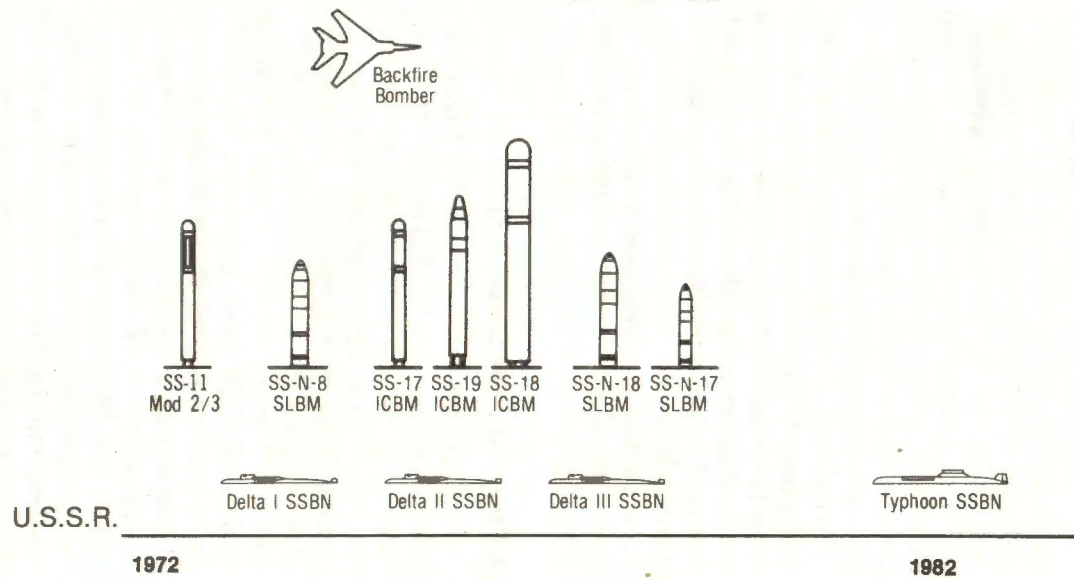 Backfire
Bomber
SS-11
Mod 2/3
SS-N-8
SLBM
SS-17
ICBM
SS-19
ICBM
SS-18
ICBM
SS-N-18
SLBM
SS-N-17
SLBM
Delta I SSBN
Delta II SSBN
Delta III SSBN
Typhoon SSBN
U.S.S.R.
1972
1982